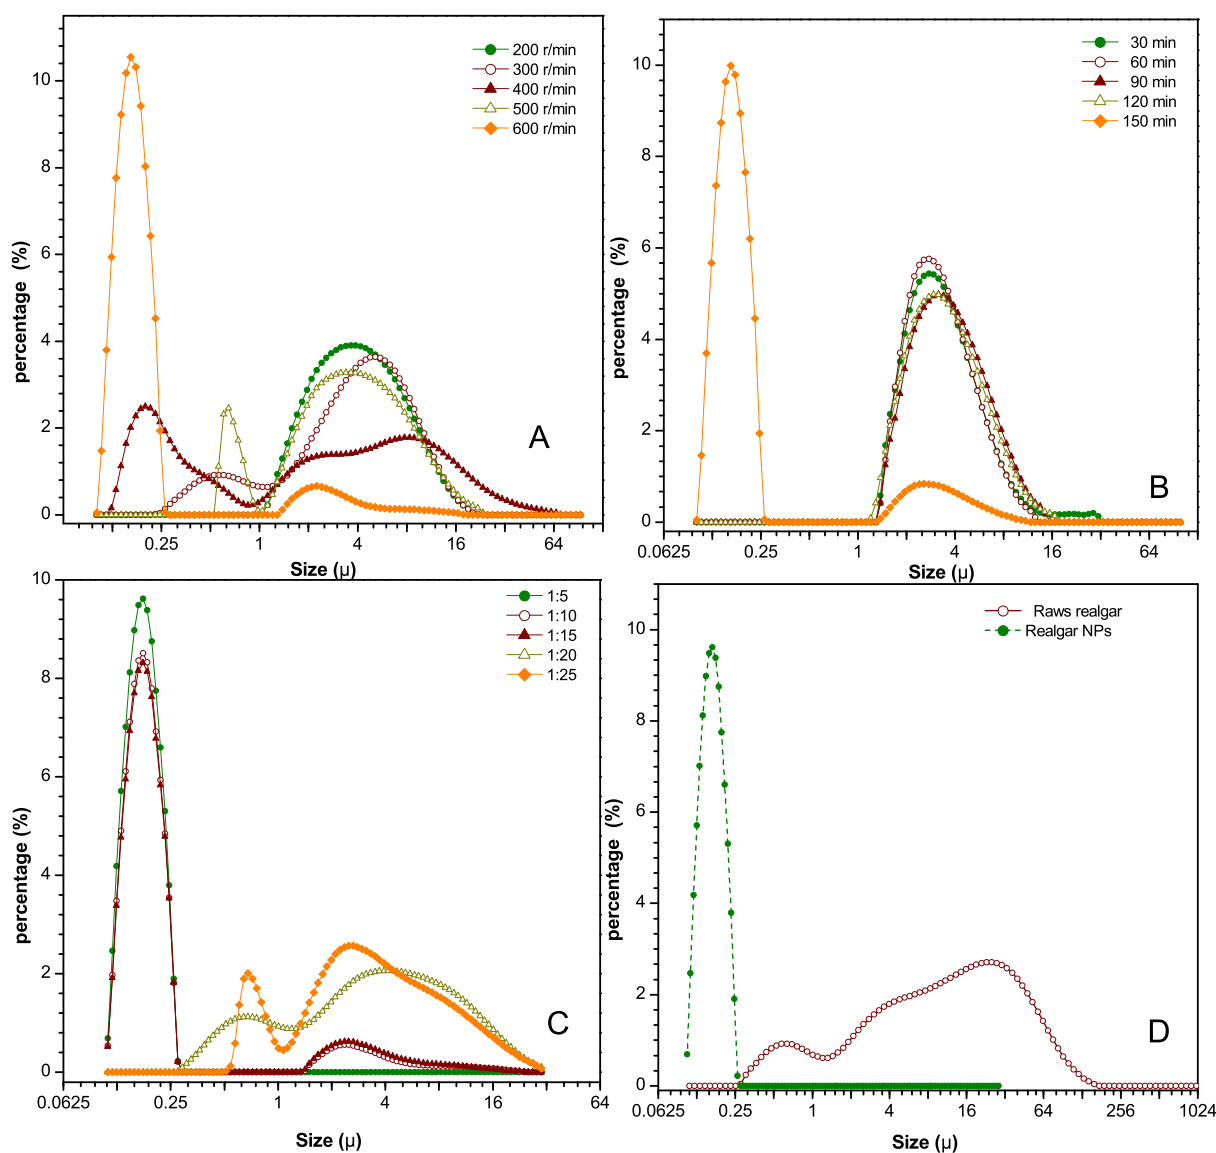 200 r/min
300 r/min
400 r/min
500 r/min
600 r/min
percentage (%)
10
8
6
4
2
0
A
0.25 1 4 16 64
Size (μ)
30 min
60 min
90 min
120 min
150 min
percentage (%)
10
8
6
4
2
0
B
0.0625 0.25 1 4 16 64
Size (μ)
1:5
1:10
1:15
1:20
1:25
percentage (%)
10
8
6
4
2
0
C
0.0625 0.25 1 4 16 64
Size (μ)
Raws realgar
Realgar NPs
percentage (%)
10
8
6
4
2
0
D
0.0625 0.25 1 4 16 64 256 1024
Size (μ)